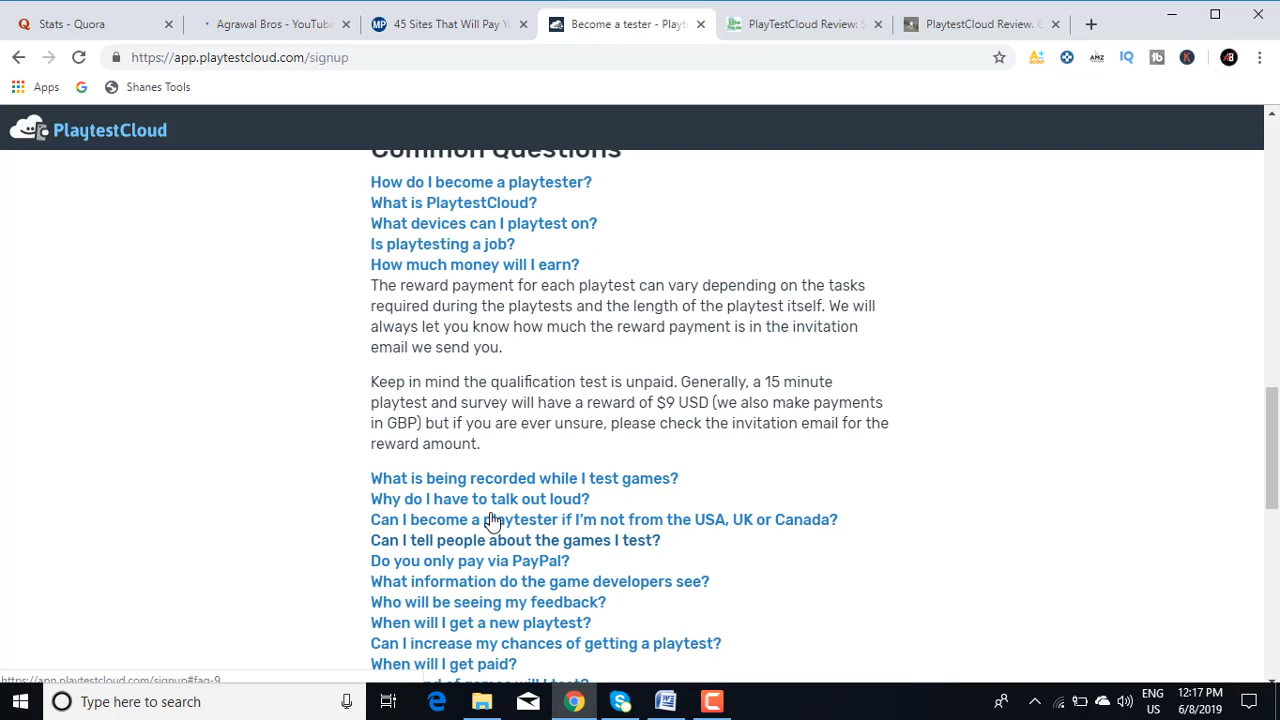 Stats - Quora
Agrawal Bros - YouTube
45 Sites That Will Pay Y
Become a tester - Playte
PlayTestCloud Review: S
PlaytestCloud Review. C
https://app.playtestcloud.com/signup
Apps
Shanes Tools
PlaytestCloud
Common Questions
How do I become a playtester?
What is PlaytestCloud?
What devices can I playtest on?
Is playtesting a job?
How much money will I earn?
The reward payment for each playtest can vary depending on the tasks
required during the playtests and the length of the playtest itself. We will
always let you know how much the reward payment is in the invitation
email we send you.
Keep in mind the qualification test is unpaid. Generally, a 15 minute
playtest and survey will have a reward of $9 USD (we also make payments
in GBP) but if you are ever unsure, please check the invitation email for the
reward amount.
What is being recorded while I test games?
Why do I have to talk out loud?
Can I become a playtester if I'm not from the USA, UK or Canada?
Can I tell people about the games I test?
Do you only pay via PayPal?
What information do the game developers see?
Who will be seeing my feedback?
When will I get a new playtest?
Can I increase my chances of getting a playtest?
When will I get paid?
nd of games will I test?
https://app.playtestcloud.com/signup#faq-9
Type here to search
ENG
US
12:17 PM
6/8/2019